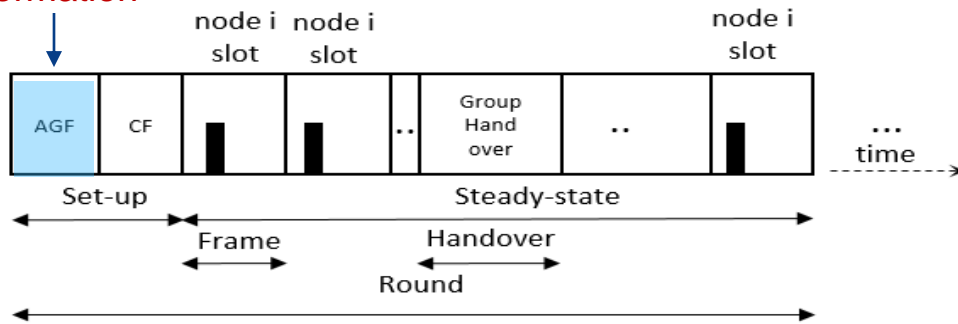 node i
slot
node i
slot
node i
slot
AGF
CF
..
Group
Hand
over
..
...
time
Set-up
Steady-state
Frame
Handover
Round